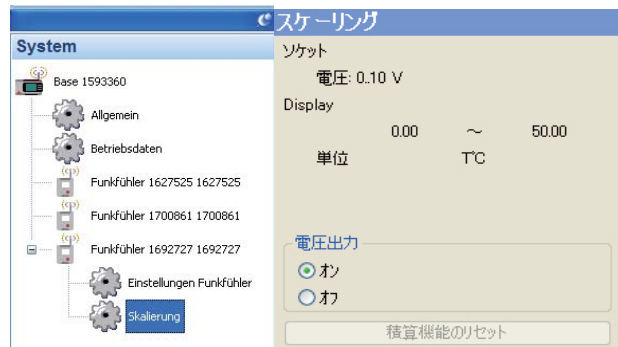 System
Base 1593360
Allgemein
Betriebsdaten
Funkfühler 1627525 1627525
Funkfühler 1700861 1700861
Funkfühler 1692727 1692727
Einstellungen Funkfühler
Skalierung
スケーリング
ソケット
電圧: 0..10 V
Display
0.00 ~ 50.00
単位 T°C
電圧出力
オン
オフ
積算機能のリセット